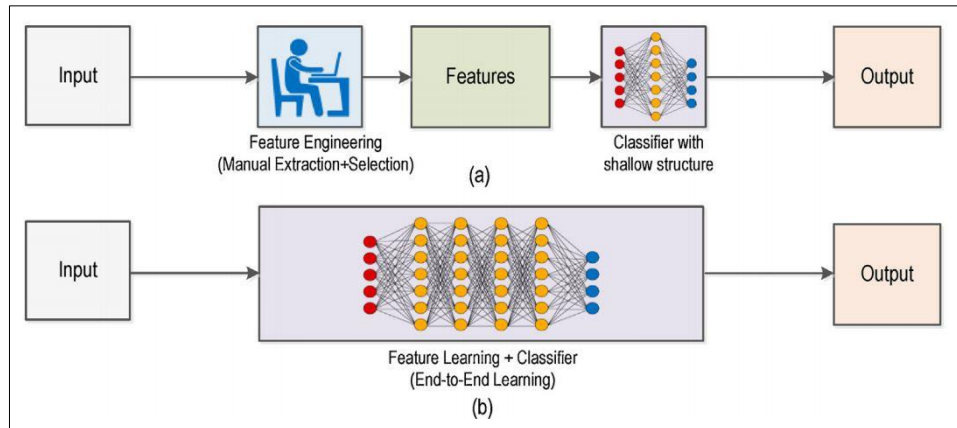 Input
Features
Output
Feature Engineering
(Manual Extraction+Selection)
Classifier with
shallow structure
(a)
Input
Output
Feature Learning + Classifier
(End-to-End Learning)
(b)